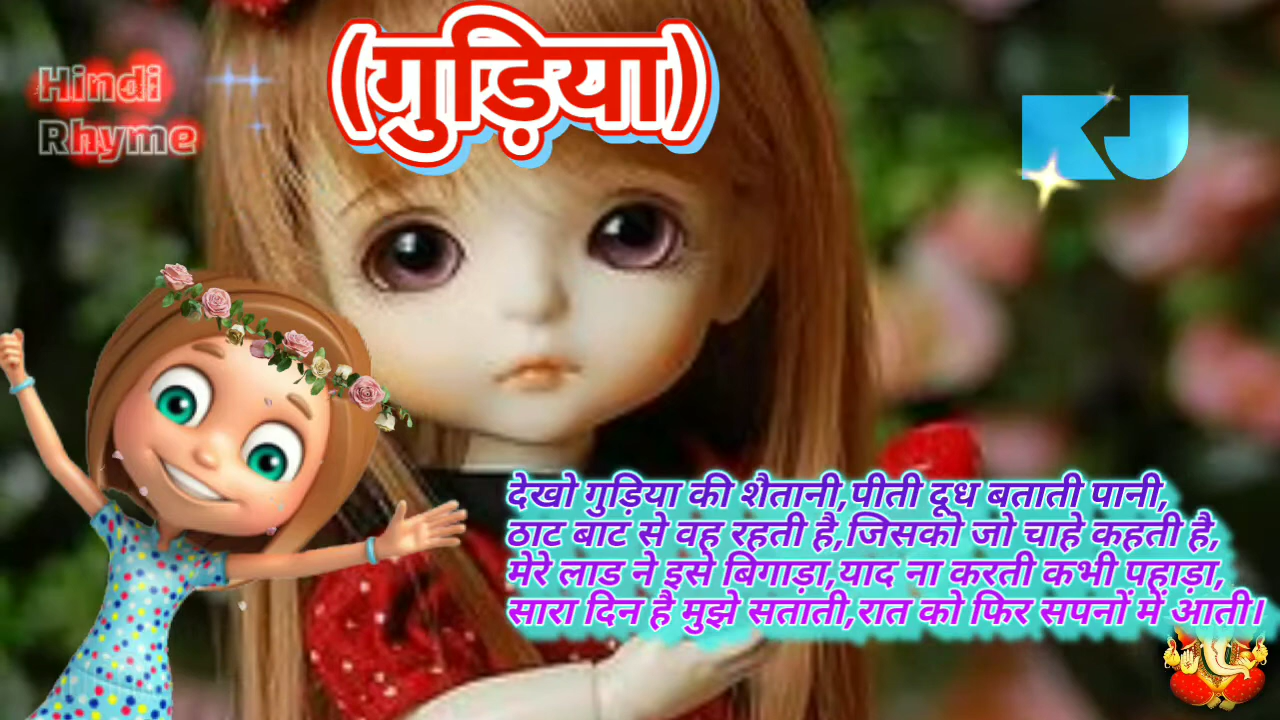 (गुड़िया)
Hindi
Rhyme
KJ
देखो गुड़िया की शैतानी,पीती दूध बताती पानी,
ठाट बाट से वह रहती है,जिसको जो चाहे कहती है,
मेरे लाड ने इसे बिगाड़ा,याद ना करती कभी पहाड़ा,
सारा दिन है मुझे सताती,रात को फिर सपनों में आती।